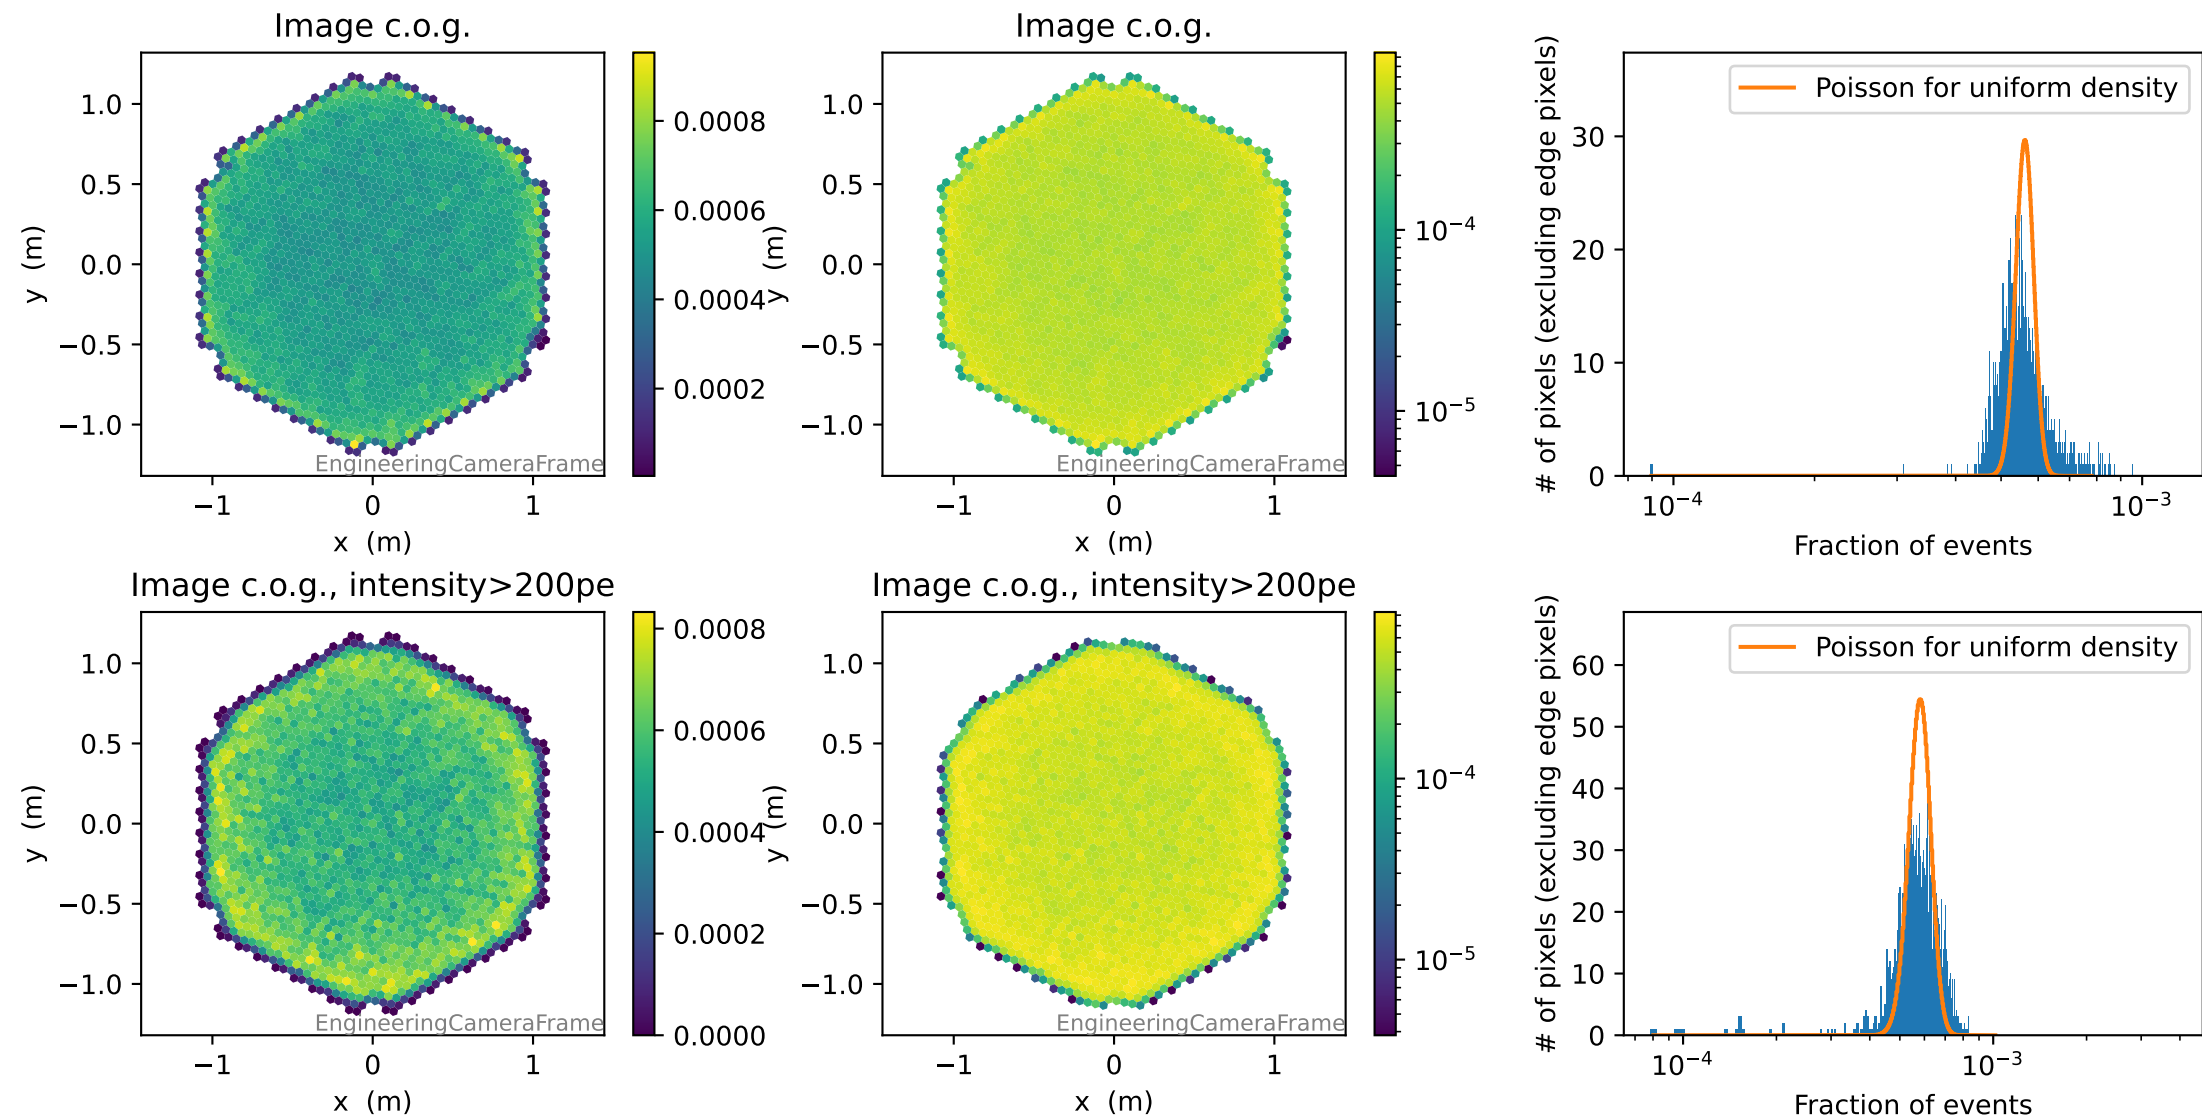 Image c.o.g.
1.0
0.5
0.0
−0.5
−1.0
y (m)
−1
0
1
x (m)
EngineeringCameraFrame
0.0008
0.0006
0.0004
0.0002
Image c.o.g.
1.0
0.5
0.0
−0.5
−1.0
y (m)
−1
0
1
x (m)
EngineeringCameraFrame
10⁻⁴
10⁻⁵
# of pixels (excluding edge pixels)
30
20
10
0
Poisson for uniform density
10⁻⁴
10⁻³
Fraction of events
Image c.o.g., intensity>200pe
1.0
0.5
0.0
−0.5
−1.0
y (m)
−1
0
1
x (m)
EngineeringCameraFrame
0.0008
0.0006
0.0004
0.0002
0.0000
Image c.o.g., intensity>200pe
1.0
0.5
0.0
−0.5
−1.0
y (m)
−1
0
1
x (m)
EngineeringCameraFrame
10⁻⁴
10⁻⁵
# of pixels (excluding edge pixels)
60
50
40
30
20
10
0
Poisson for uniform density
10⁻⁴
10⁻³
Fraction of events